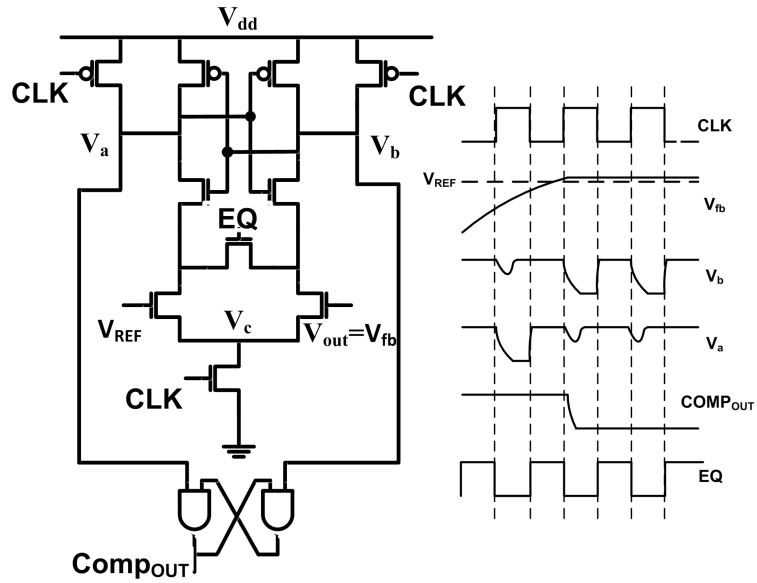 Vdd
CLK
CLK
Va
Vb
EQ
VREF
Vc
Vout=Vfb
CLK
CompOUT
CLK
VREF
Vfb
Vb
Va
COMPOUT
EQ